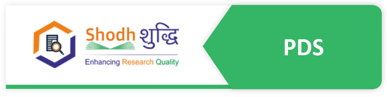 Shodh शुद्धि
Enhancing Research Quality
PDS